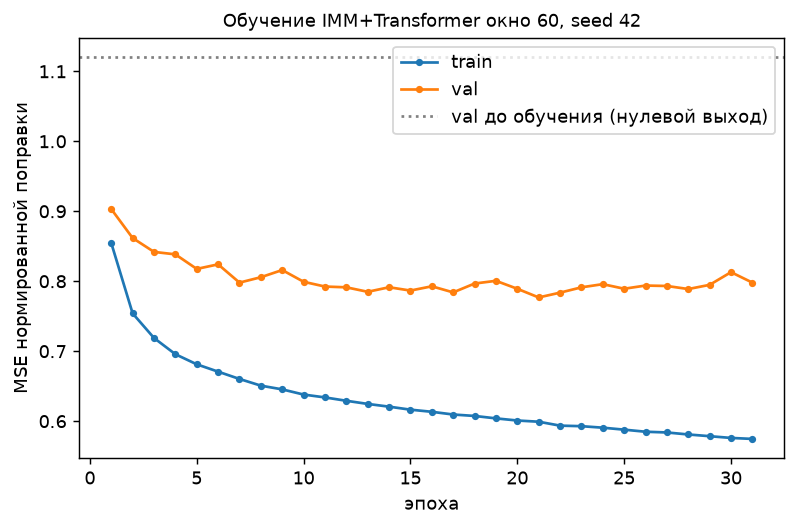 Обучение IMM+Transformer окно 60, seed 42
train
val
val до обучения (нулевой выход)
MSE нормированной поправки
1.1
1.0
0.9
0.8
0.7
0.6
0 5 10 15 20 25 30
эпоха